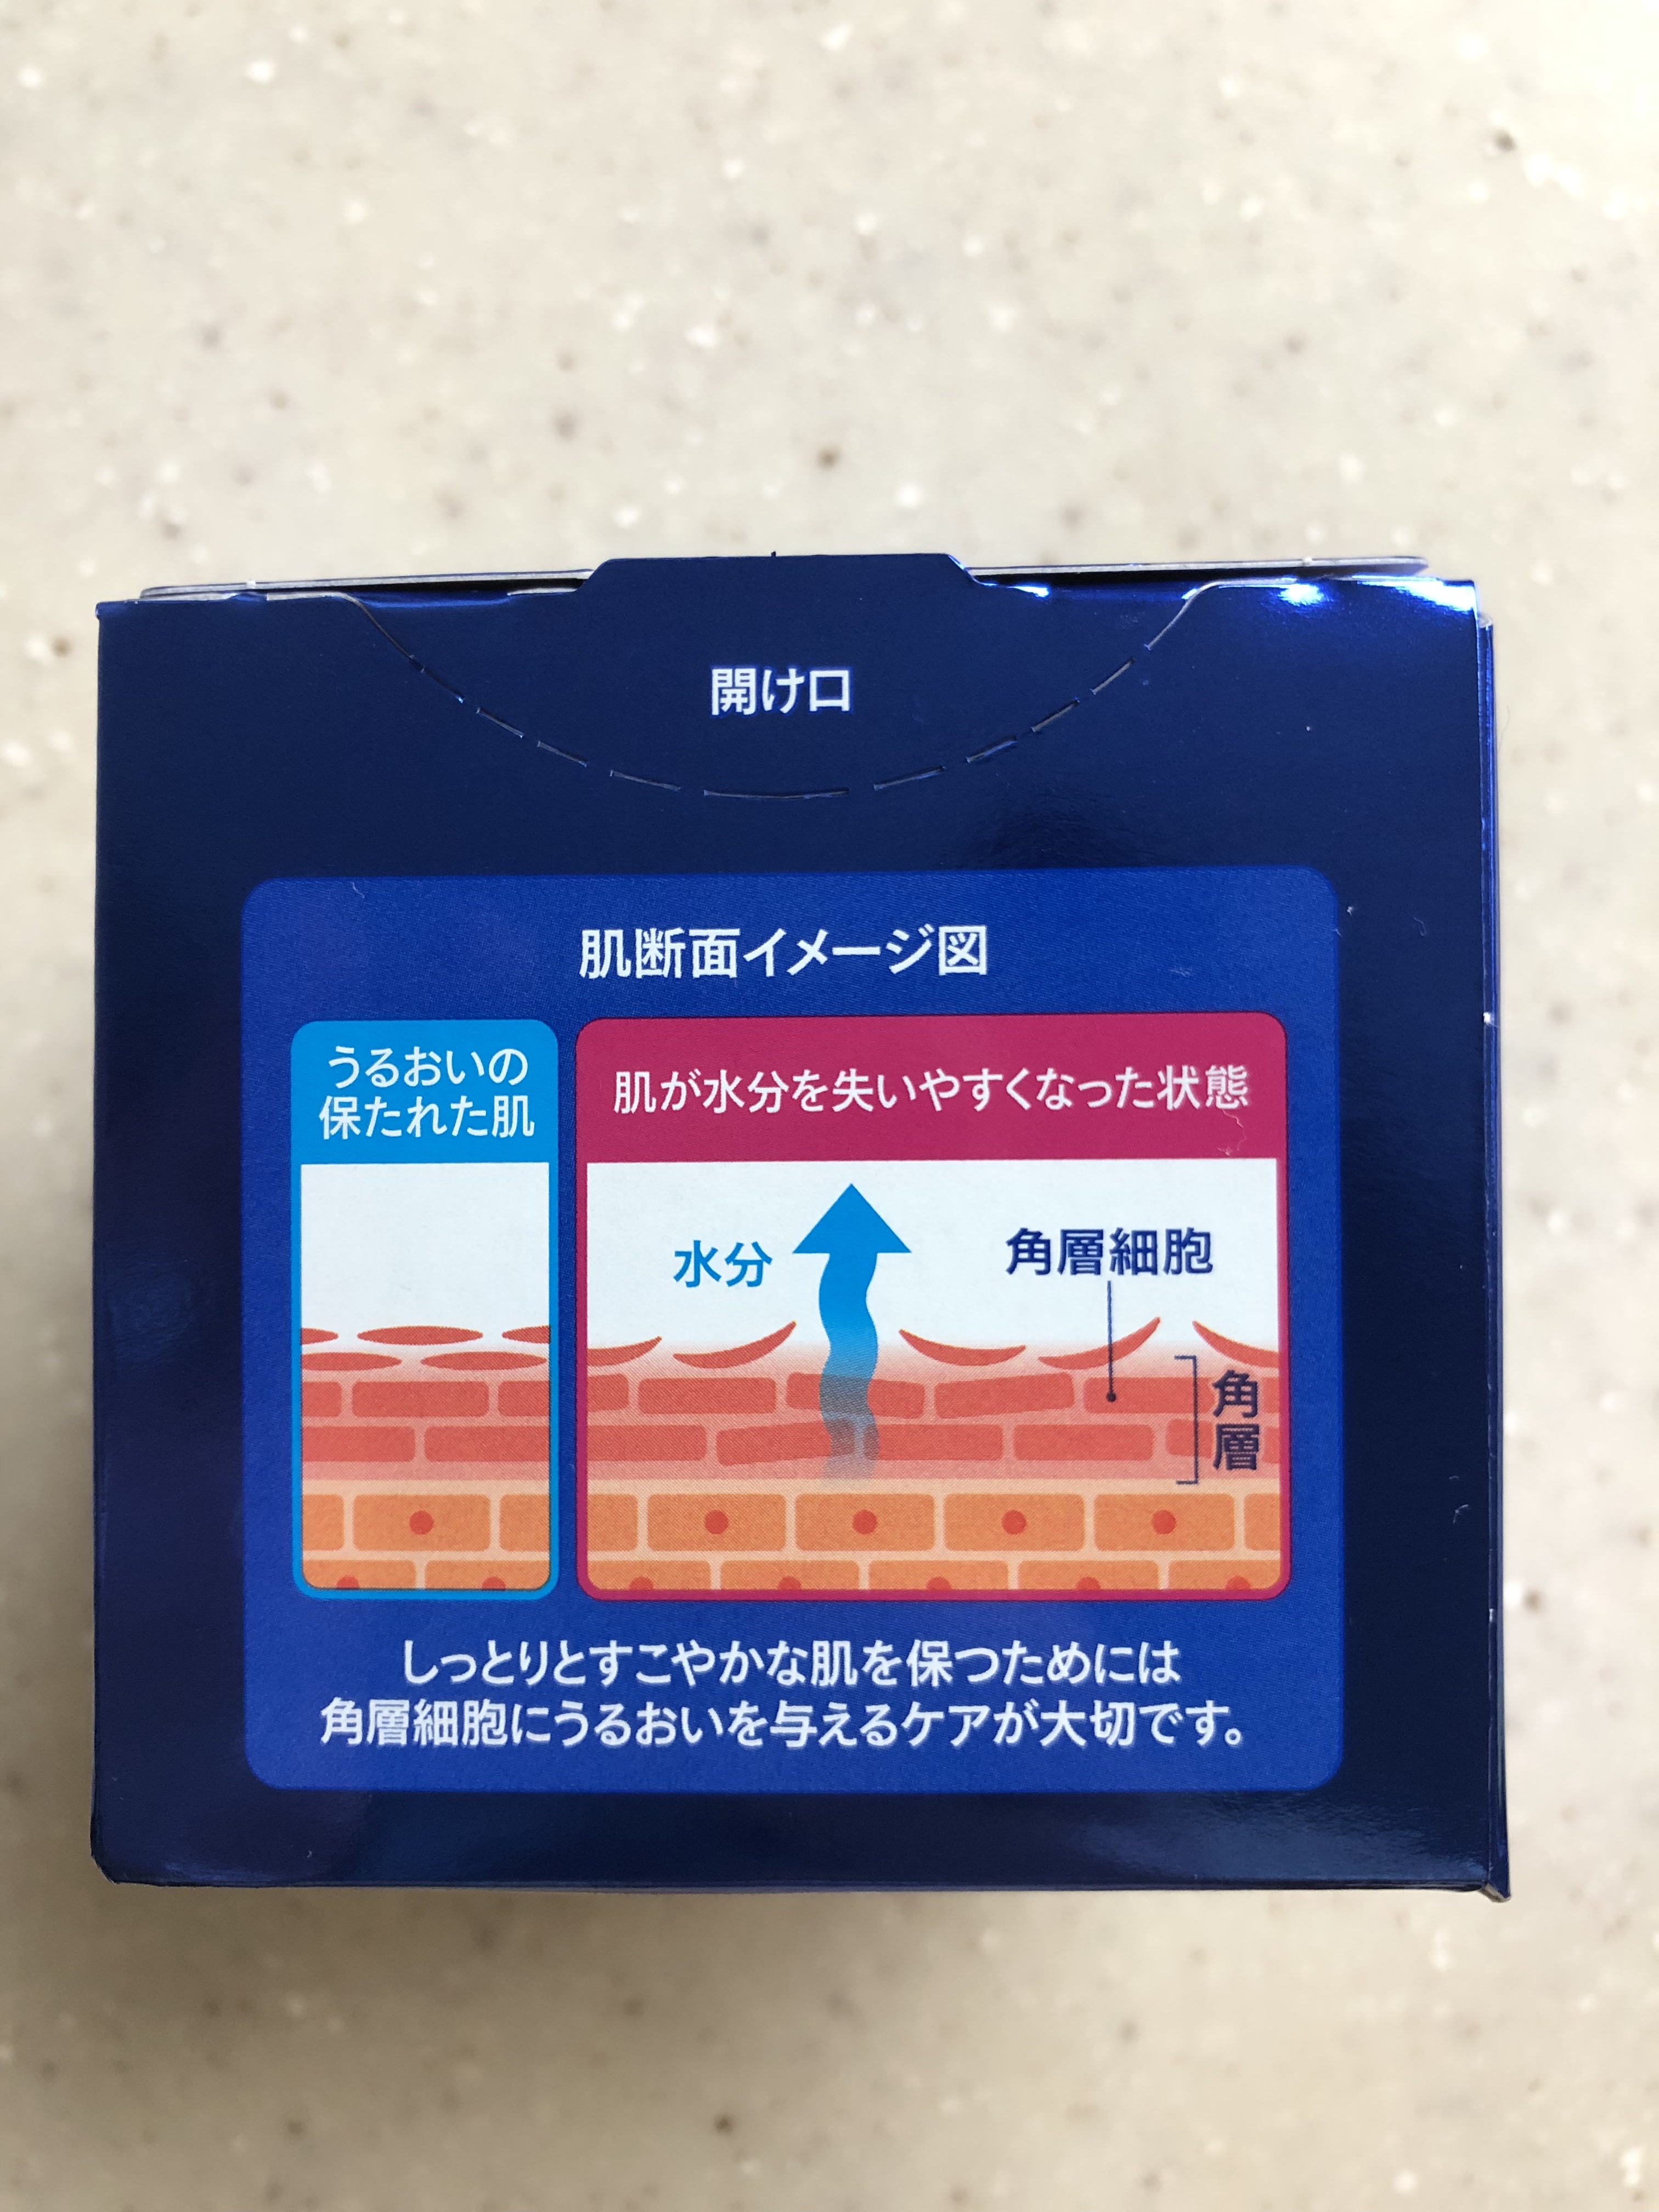 開け口
肌断面イメージ図
うるおいの
保たれた肌
肌が水分を失いやすくなった状態
水分
角層細胞
角層
しっとりとすこやかな肌を保つためには
角層細胞にうるおいを与えるケアが大切です。